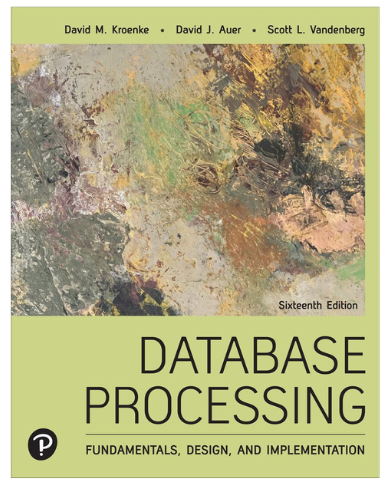 David M. Kroenke • David J. Auer • Scott L. Vandenberg
Sixteenth Edition
DATABASE
PROCESSING
P
FUNDAMENTALS, DESIGN, AND IMPLEMENTATION